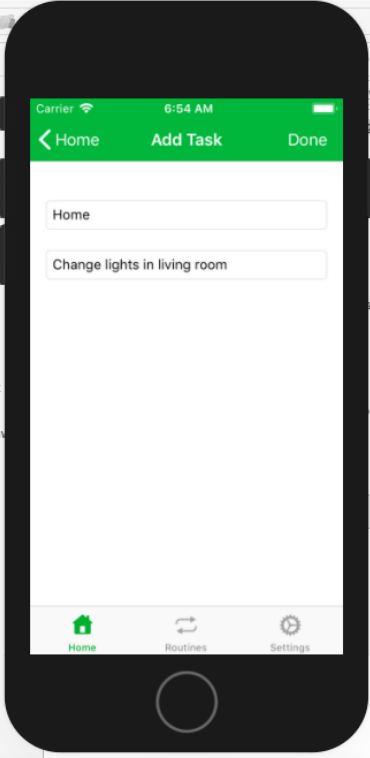 Carrier 6:54 AM
Home Add Task Done
Home
Change lights in living room
Home Routines Settings